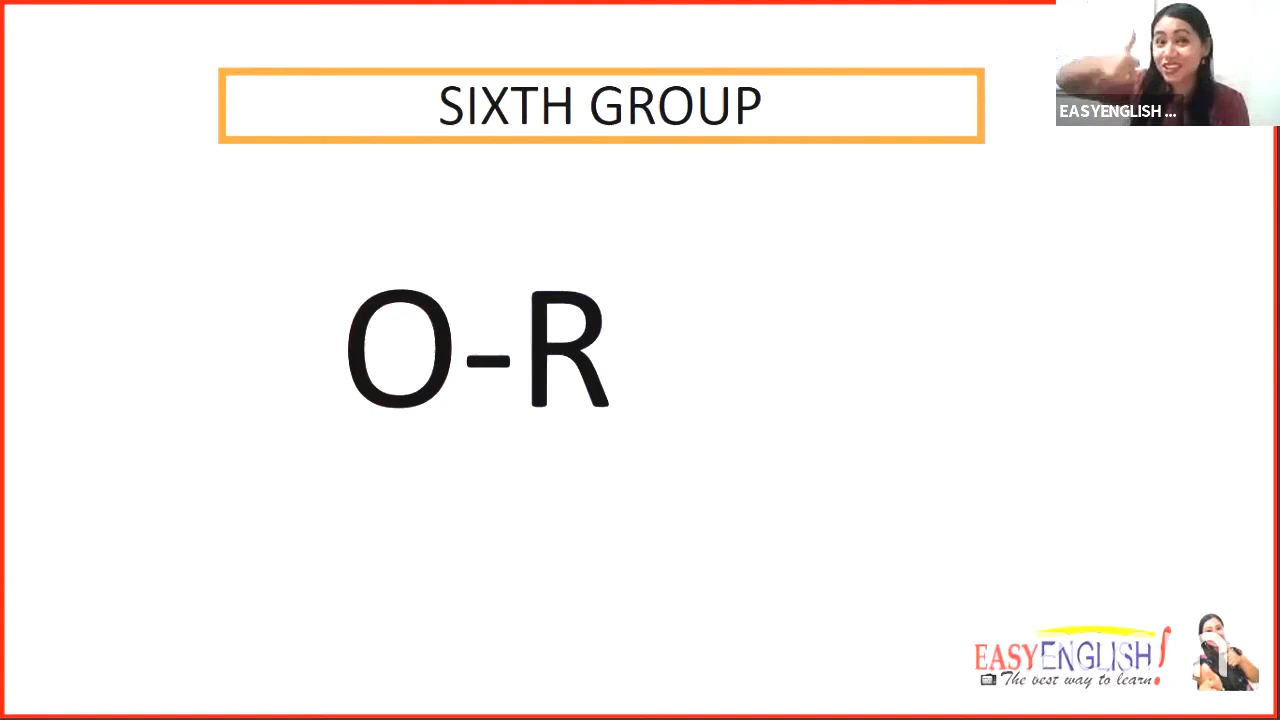 SIXTH GROUP
EASYENGLISH ...
O-R
EASYENGLISH!
The vest way to learn!